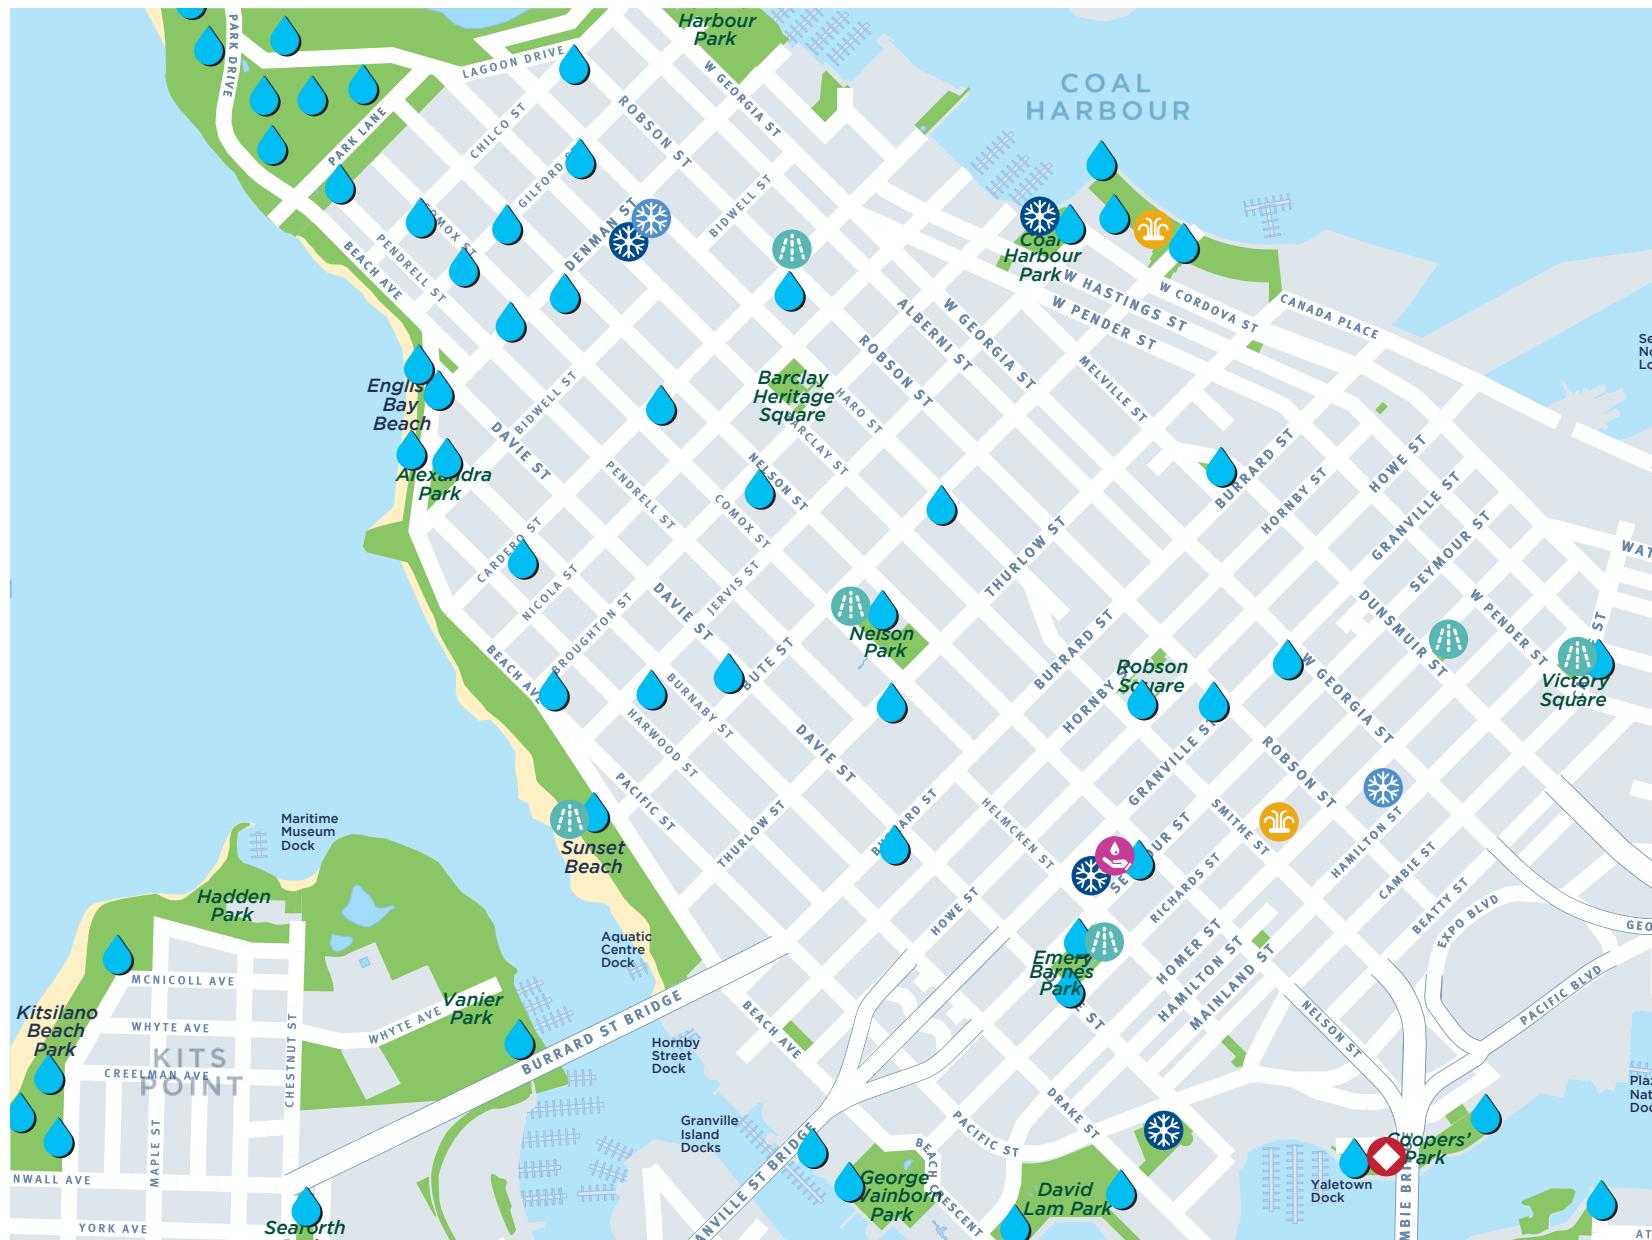 Harbour
Park
COAL
HARBOUR
PARK DRIVE
LAGOON DRIVE
W GEORGIA ST
ROBSON ST
CHILCO ST
PARK LANE
GILFORD
BIDWELL ST
COMOX ST
DENMAN ST
PENDRELL ST
BEACH AVE
Coal
Harbour
Park
W HASTINGS ST
W CORDOVA ST
CANADA PLACE
W PENDER ST
ALBERNI ST
W GEORGIA ST
ROBSON ST
MELVILLE ST
Barclay
Heritage
Square
HARO ST
BARCLAY ST
English
Bay
Beach
BIDWELL ST
DAVIE ST
Alexandra
Park
PENDRELL ST
NELSON ST
COMOX ST
BURRARD ST
HORNBY ST
HOWE ST
GRANVILLE ST
SEYMOUR ST
THURLOW ST
CARDERO ST
NICOLA ST
JERVIS ST
DAVIE ST
BROUGHTON ST
BUTE ST
BEACH AVE
Nelson
Park
DUNSMUIR ST
W PENDER ST
Victory
Square
BURRARD ST
Robson
Square
HORNBY
W GEORGIA ST
BURNABY ST
HARWOOD ST
DAVIE ST
GRANVILLE ST
ROBSON ST
PACIFIC ST
THURLOW ST
HELMCKEN ST
SMITHE ST
HAMILTON ST
CAMBIE ST
BEATTY ST
EXPO BLVD
RICHARDS ST
HOWE ST
Sunset
Beach
Maritime
Museum
Dock
Hadden
Park
Aquatic
Centre
Dock
Emery
Barnes
Park
HOMER ST
HAMILTON ST
MAINLAND ST
PACIFIC BLVD
NELSON ST
MCNICOLL AVE
Vanier
Park
WHYTE AVE
WHYTE AVE
Kitsilano
Beach
Park
KITS
POINT
CREELMAN AVE
CHESTNUT ST
MAPLE ST
BURRARD ST BRIDGE
Hornby
Street
Dock
BEACH AVE
Granville
Island
Docks
PACIFIC ST
DRAKE ST
BEACH CRESCENT
George
Wainborn
Park
David
Lam Park
Coopers'
Park
Yaletown
Dock
NWALL AVE
YORK AVE
Seaforth